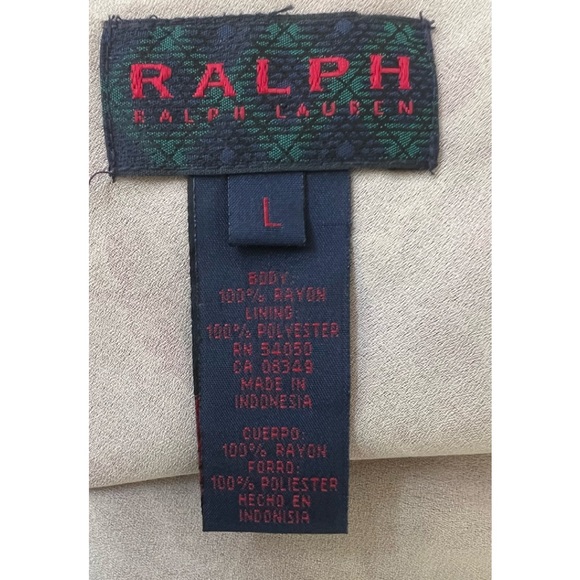 RALPH
RALPH LAUREN
L
BODY:
100% RAYON
LINING:
100% POLYESTER
RN 54050
CA 08349
MADE IN
INDONESIA
CUERPO:
100% RAYON
FORRO:
100% POLIESTER
HECHO EN
INDONISIA